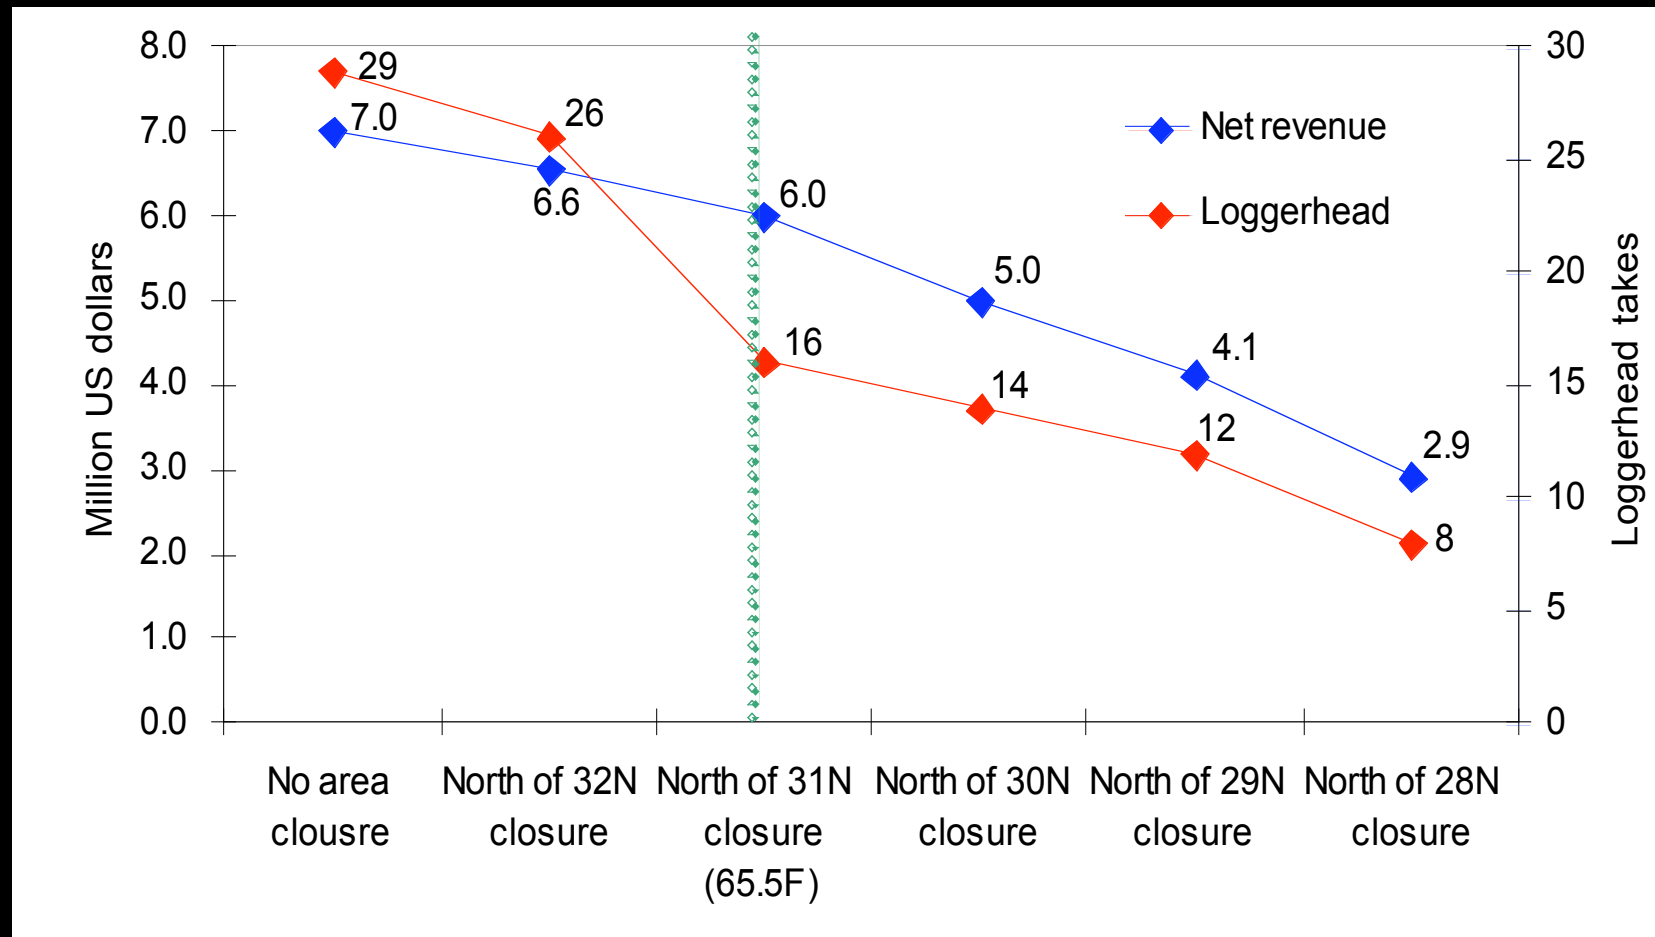 8.0
7.0
6.0
5.0
4.0
3.0
2.0
1.0
0.0
Million US dollars
29
7.0
26
6.6
6.0
16
5.0
14
4.1
12
2.9
8
Net revenue
Loggerhead
30
25
20
15
10
5
0
Loggerhead takes
No area
clousre
North of 32N
closure
North of 31N
closure
(65.5F)
North of 30N
closure
North of 29N
closure
North of 28N
closure